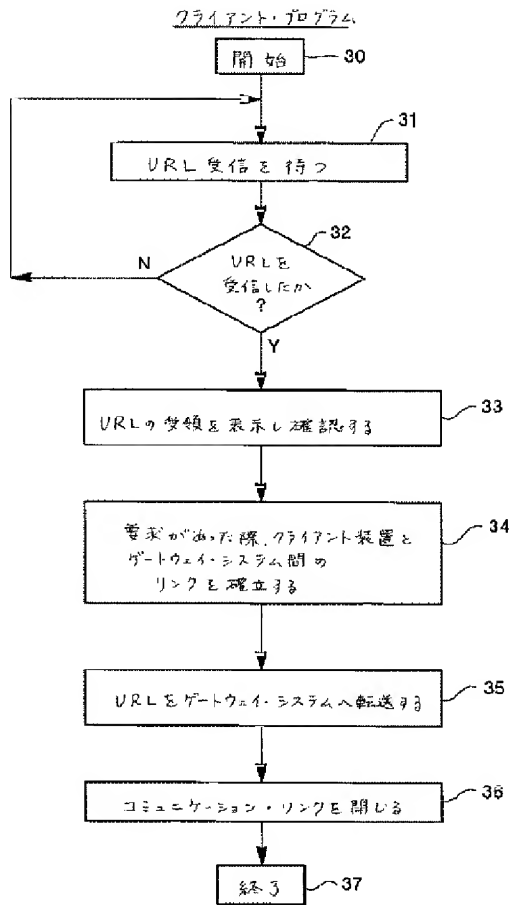 クライアント・プログラム
開始
30
31
URL受信を待つ
32
URLを
受信したか
?
N
Y
33
URLの受領を表示し確認する
34
要求があった際、クライアント装置と
ゲートウェイ・システム間の
リンクを確立する
35
URLをゲートウェイ・システムへ転送する
36
コミュニケーション・リンクを閉じる
終了
37